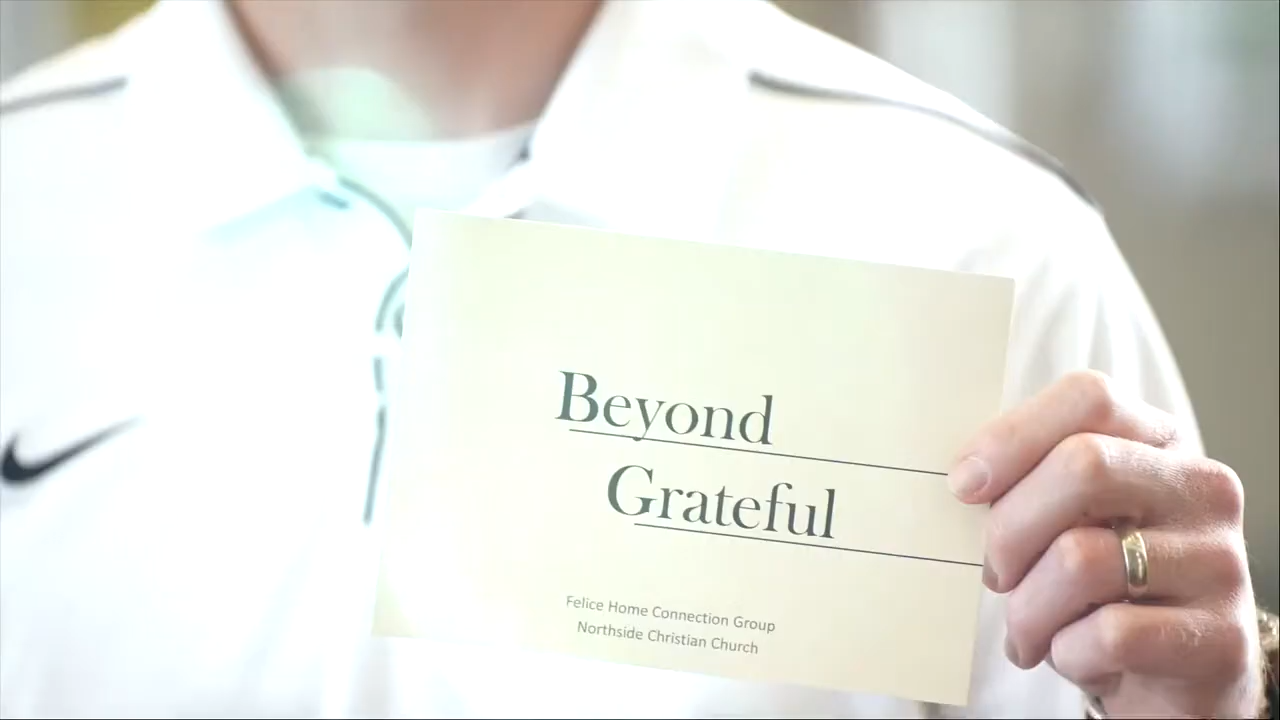 Beyond
Grateful
Felice Home Connection Group
Northside Christian Church